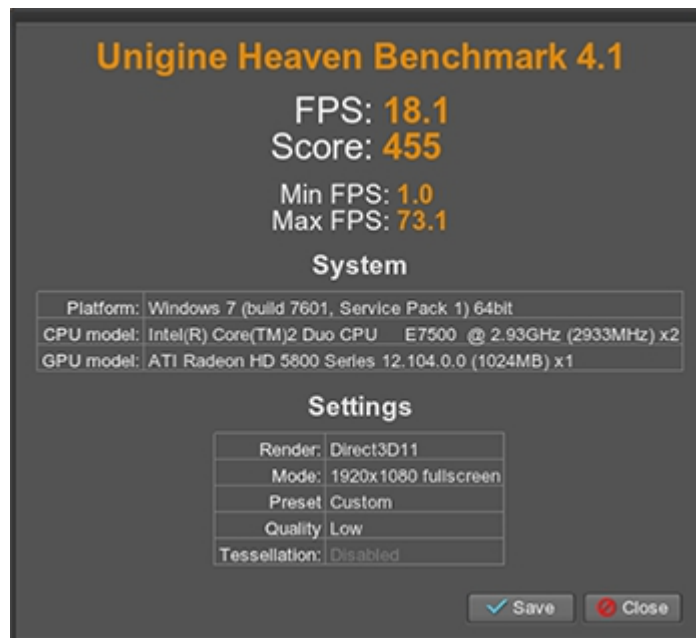 Unigine Heaven Benchmark 4.1
FPS: 18.1
Score: 455
Min FPS: 1.0
Max FPS: 73.1
System
Platform: Windows 7 (build 7601, Service Pack 1) 64bit
CPU model: Intel(R) Core(TM)2 Duo CPU E7500 @ 2.93GHz (2933MHz) x2
GPU model: ATI Radeon HD 5800 Series 12.104.0.0 (1024MB) x1
Settings
Render: Direct3D11
Mode: 1920x1080 fullscreen
Preset Custom
Quality Low
Tessellation: Disabled
Save Close